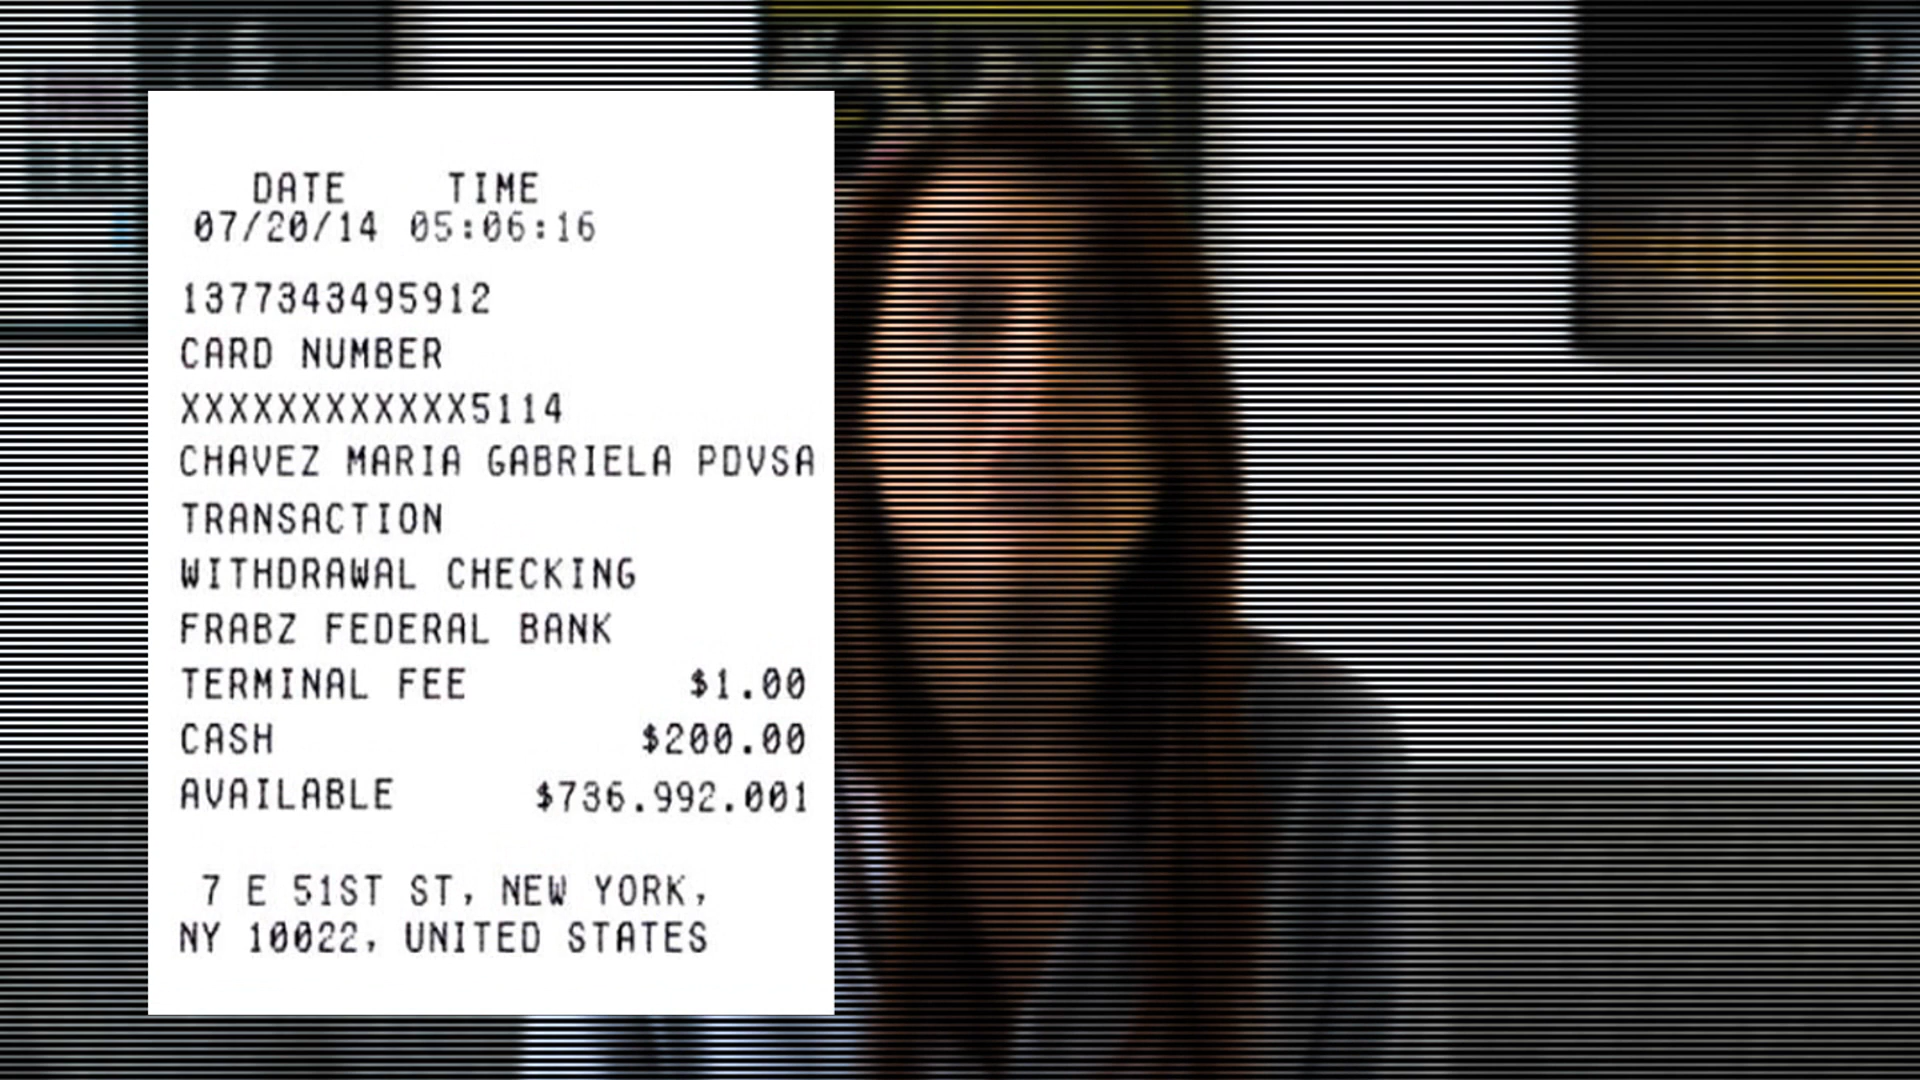 DATE TIME
07/20/14 05:06:16
1377343495912
CARD NUMBER
XXXXXXXXXXXX5114
CHAVEZ MARIA GABRIELA PDVSA
TRANSACTION
WITHDRAWAL CHECKING
FRABZ FEDERAL BANK
TERMINAL FEE $1.00
CASH $200.00
AVAILABLE $736.992.001
7 E 51ST ST, NEW YORK,
NY 10022, UNITED STATES